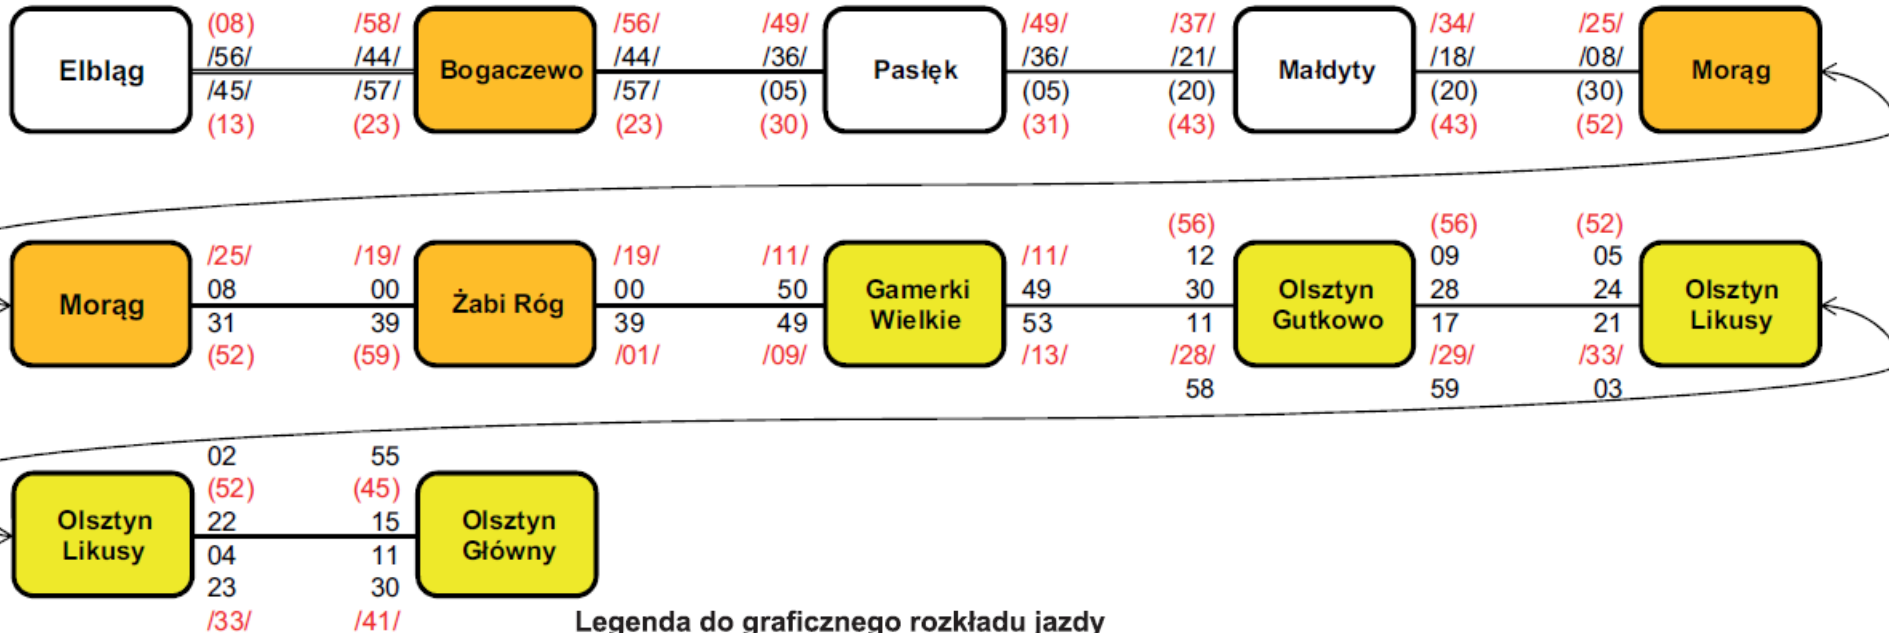 (08) /58/ /56/ /49/ /49/ /37/ /34/ /25/
/56/ /44/ /44/ /36/ /36/ /21/ /18/ /08/
Elbląg Bogaczewo Pasłęk Małdyty Morąg
/45/ /57/ /57/ (05) (05) (20) (20) (30)
(13) (23) (23) (30) (31) (43) (43) (52)
(56) (56) (52)
/25/ /19/ /19/ /11/ /11/ 12 09 05
08 00 00 50 49 30 28 24
Morąg Żabi Róg Gamerki Wielkie Olsztyn Gutkowo Olsztyn Likusy
31 39 39 49 53 11 17 21
(52) (59) /01/ /09/ /13/ /28/ /29/ /33/
58 59 03
02 55
(52) (45)
22 15
Olsztyn Likusy Olsztyn Główny
04 11
23 30
/33/ /41/
Legenda do graficznego rozkładu jazdy